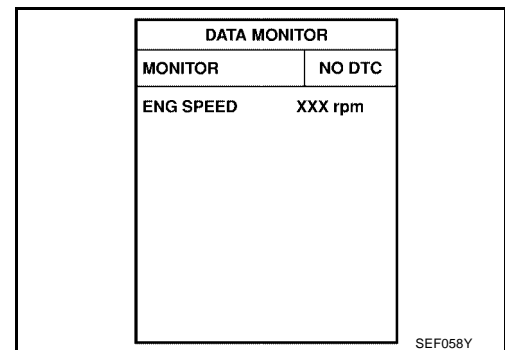 DATA MONITOR
MONITOR NO DTC
ENG SPEED XXX rpm
SEF058Y